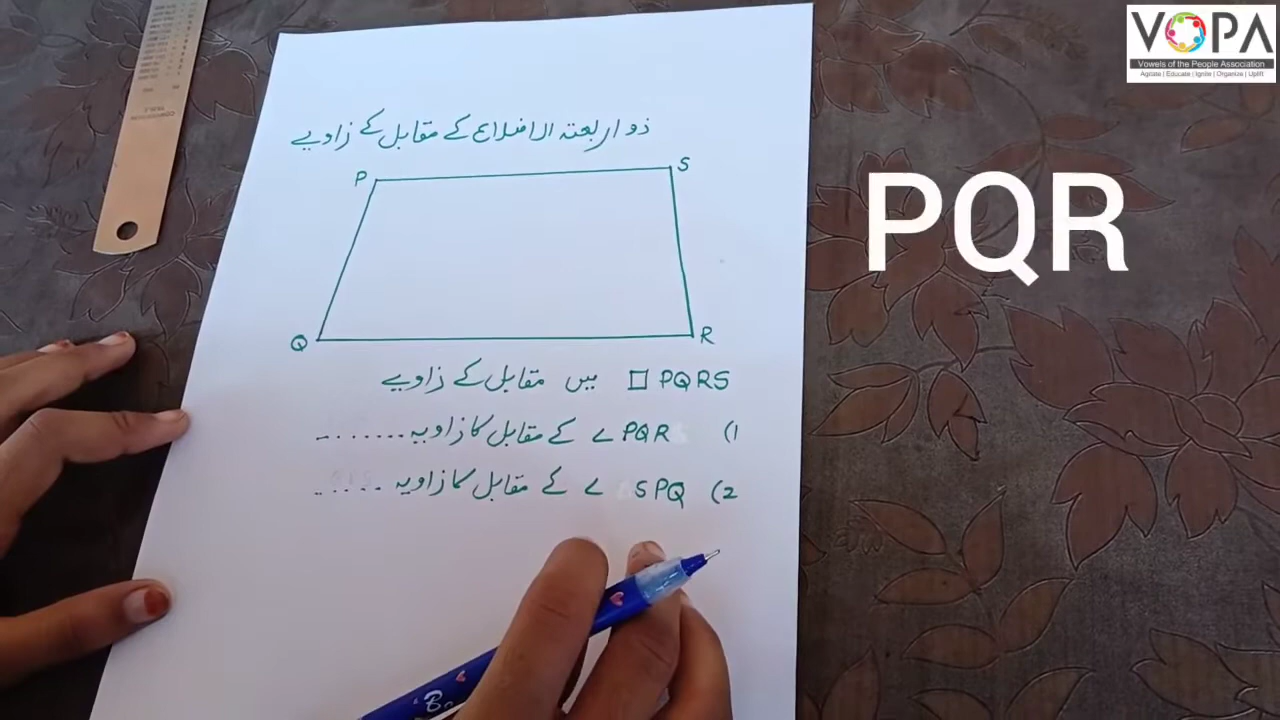 VOPA
Vowels of the People Association
Agitate | Educate | Ignite | Organize | Uplift
ذو اربعتہ الاضلاع کے مقابل کے زاویے
P
S
PQR
Q
R
□ PQRS میں مقابل کے زاویے
1) ∠PQR کے مقابل کا زاویہ ........
2) ∠SPQ کے مقابل کا زاویہ ......